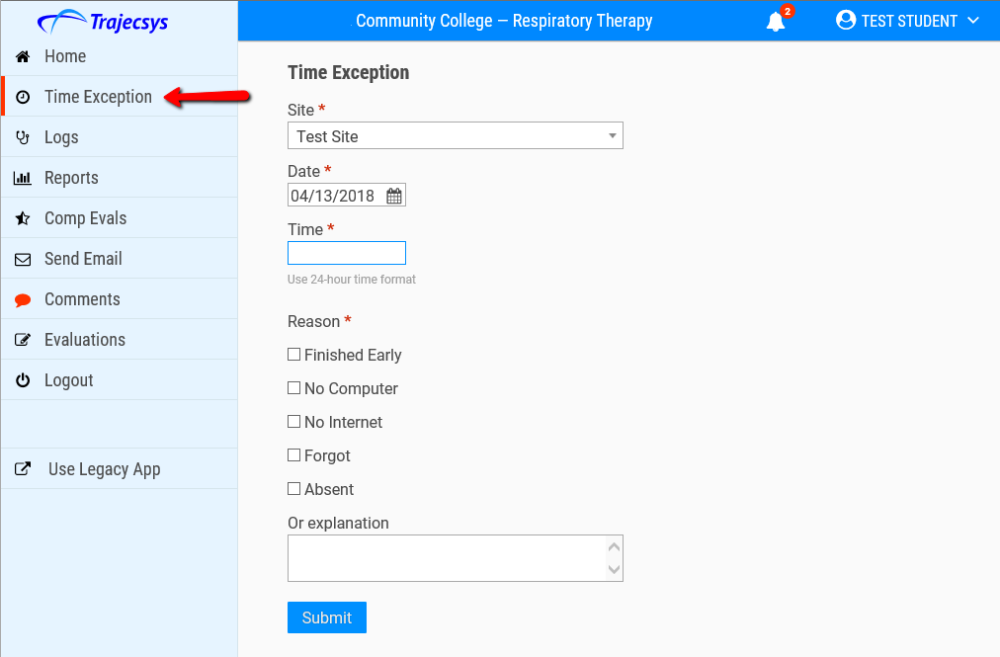 Trajecsys
Community College — Respiratory Therapy
2
TEST STUDENT
Home
Time Exception
Logs
Reports
Comp Evals
Send Email
Comments
Evaluations
Logout
Use Legacy App
Time Exception
Site *
Test Site
Date *
04/13/2018
Time *
Use 24-hour time format
Reason *
Finished Early
No Computer
No Internet
Forgot
Absent
Or explanation
Submit